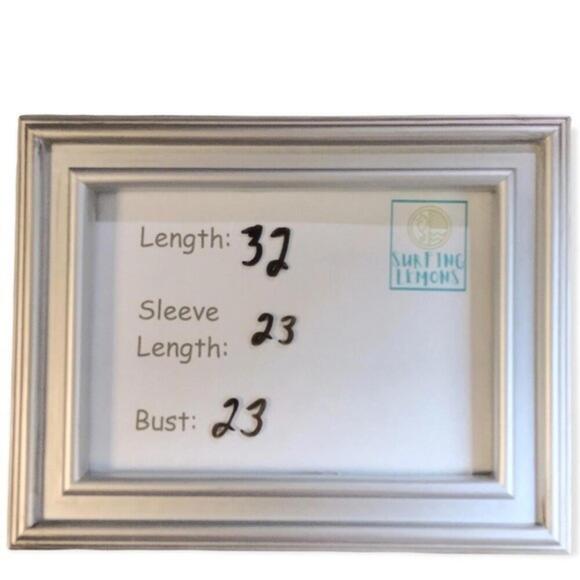 Length: 32
SURFING
LEMONS
Sleeve
Length: 23
Bust: 23